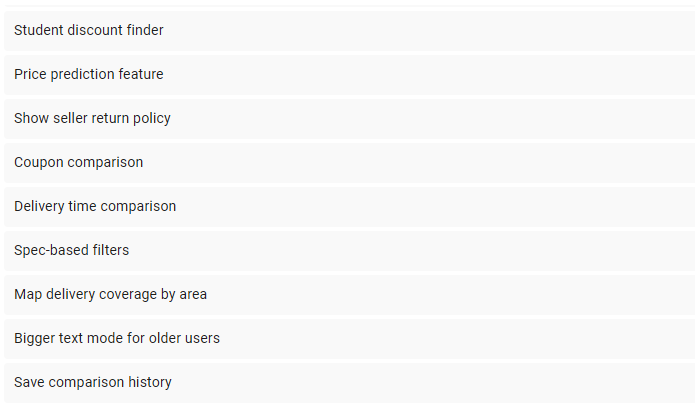 Student discount finder
Price prediction feature
Show seller return policy
Coupon comparison
Delivery time comparison
Spec-based filters
Map delivery coverage by area
Bigger text mode for older users
Save comparison history